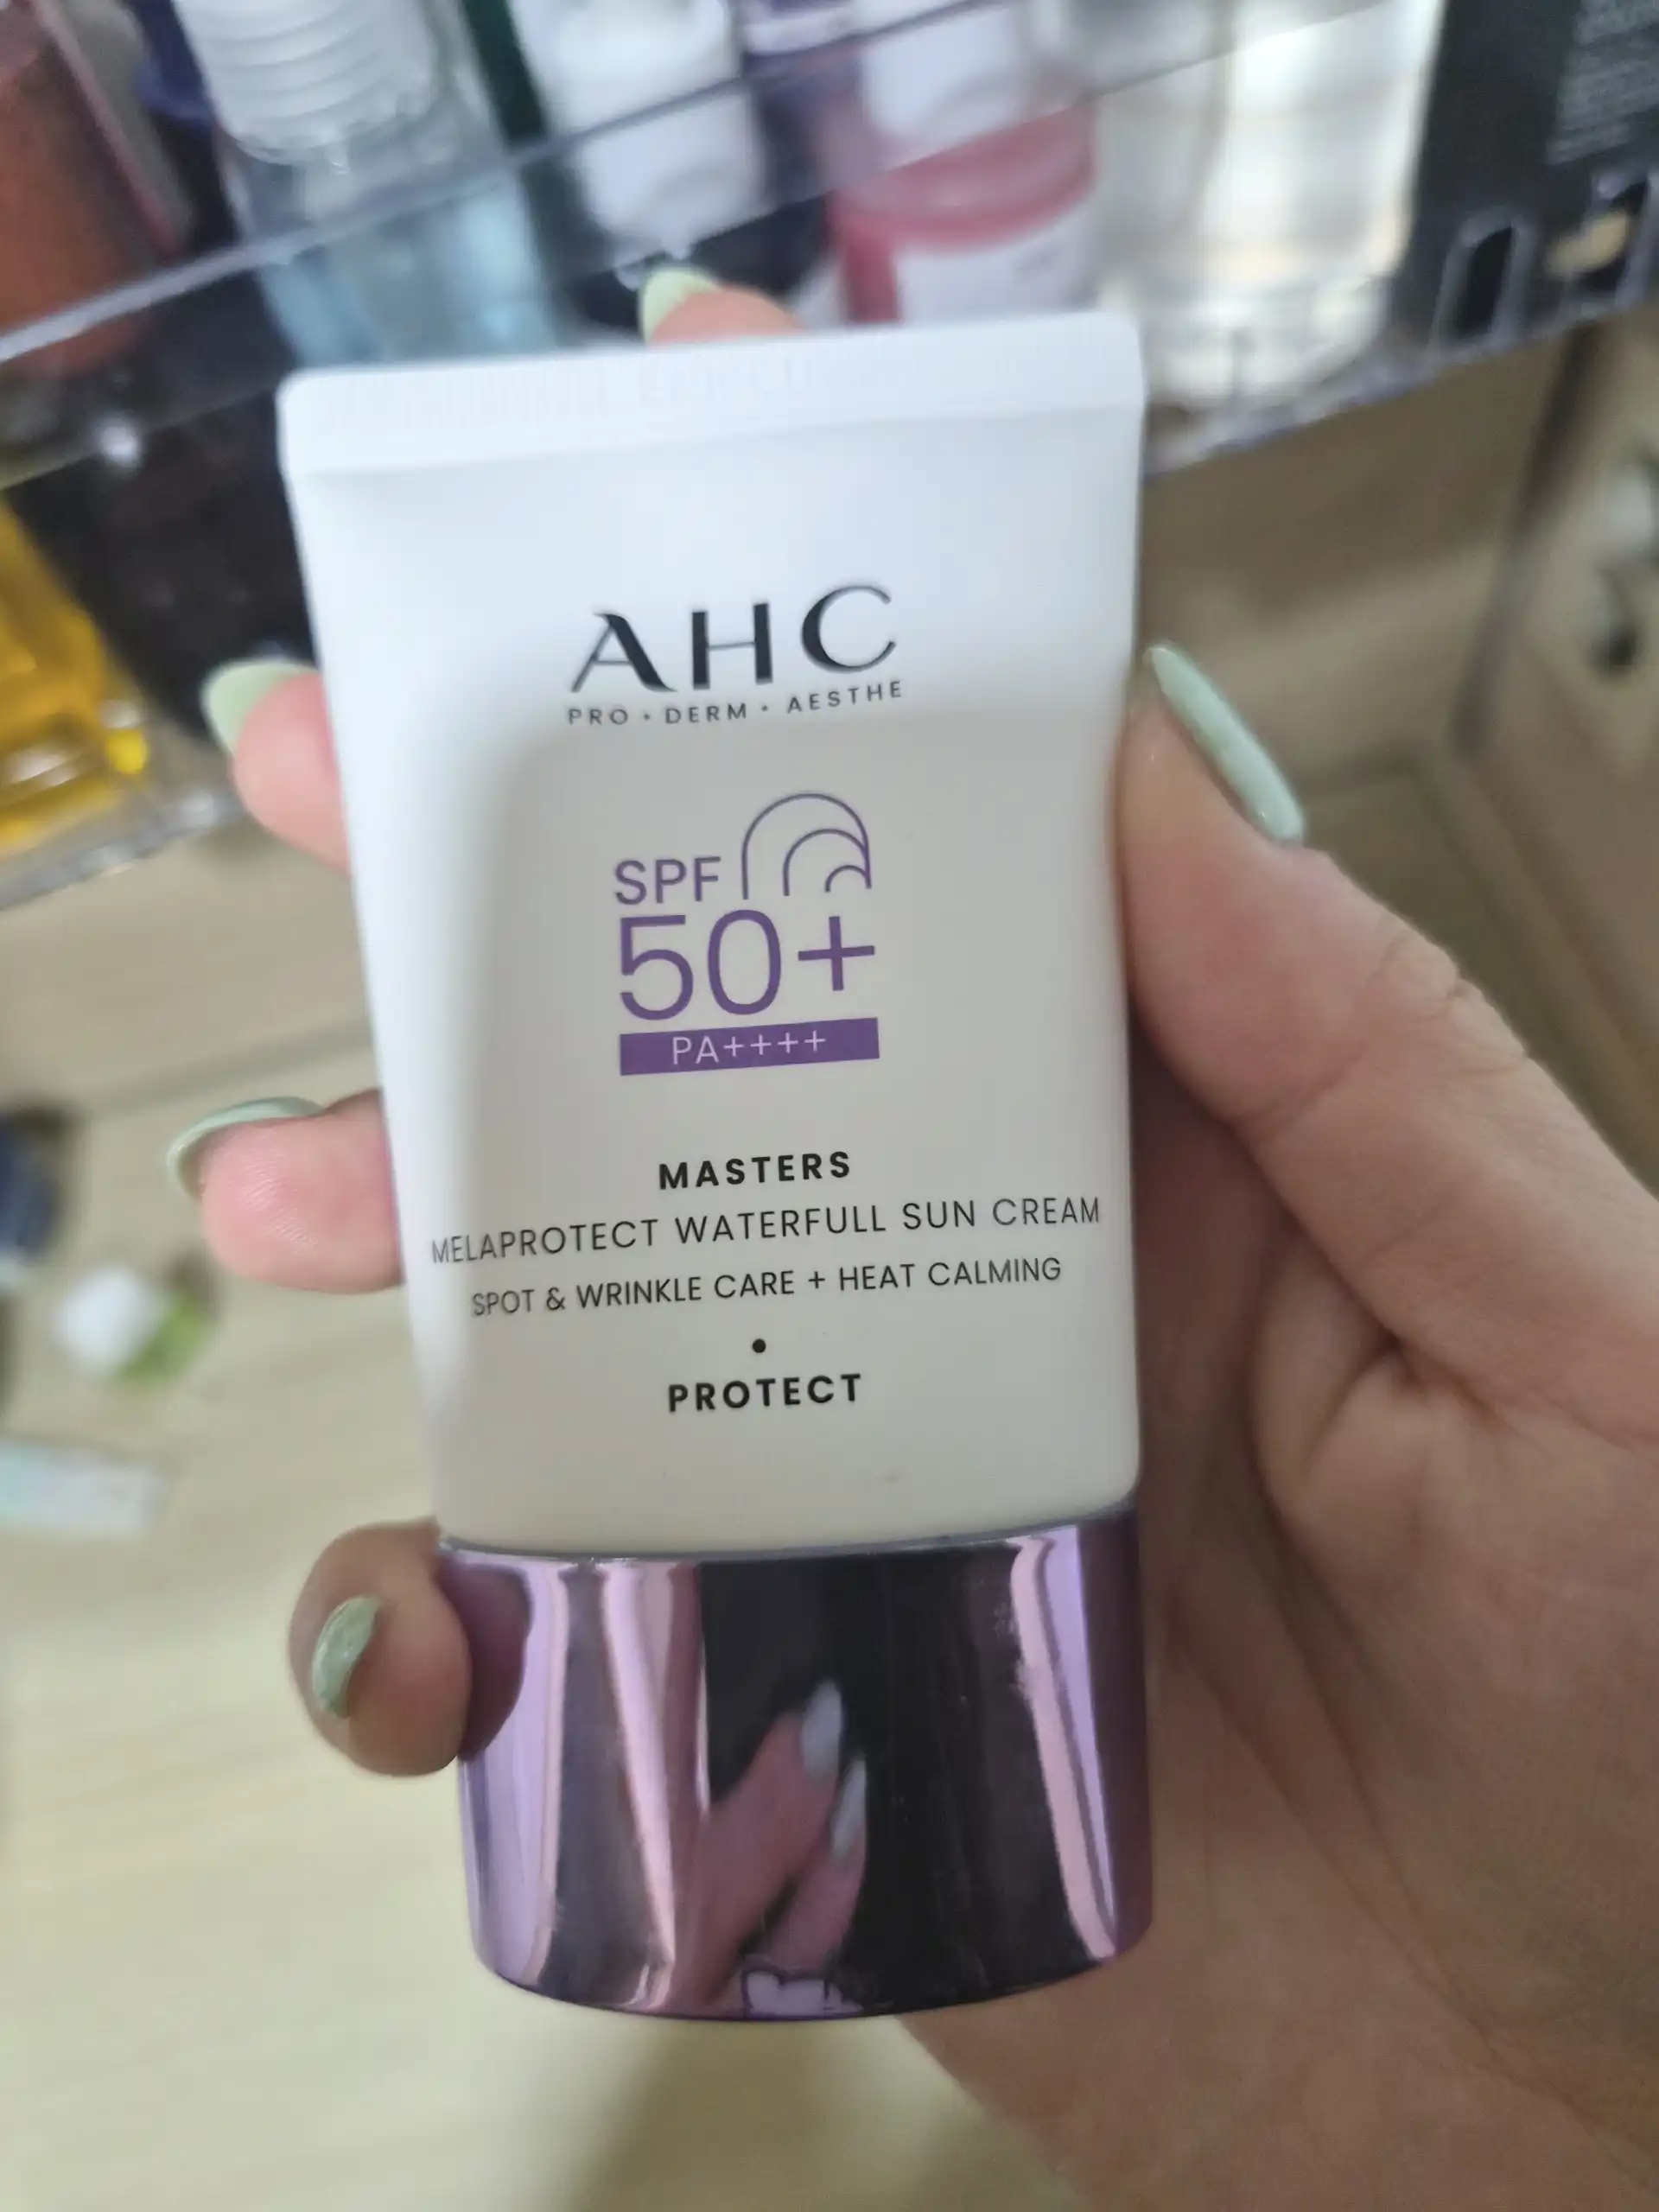 AHC
PRO • DERM • AESTHE
SPF
50+
PA++++
MASTERS
MELAPROTECT WATERFULL SUN CREAM
SPOT & WRINKLE CARE + HEAT CALMING
•
PROTECT